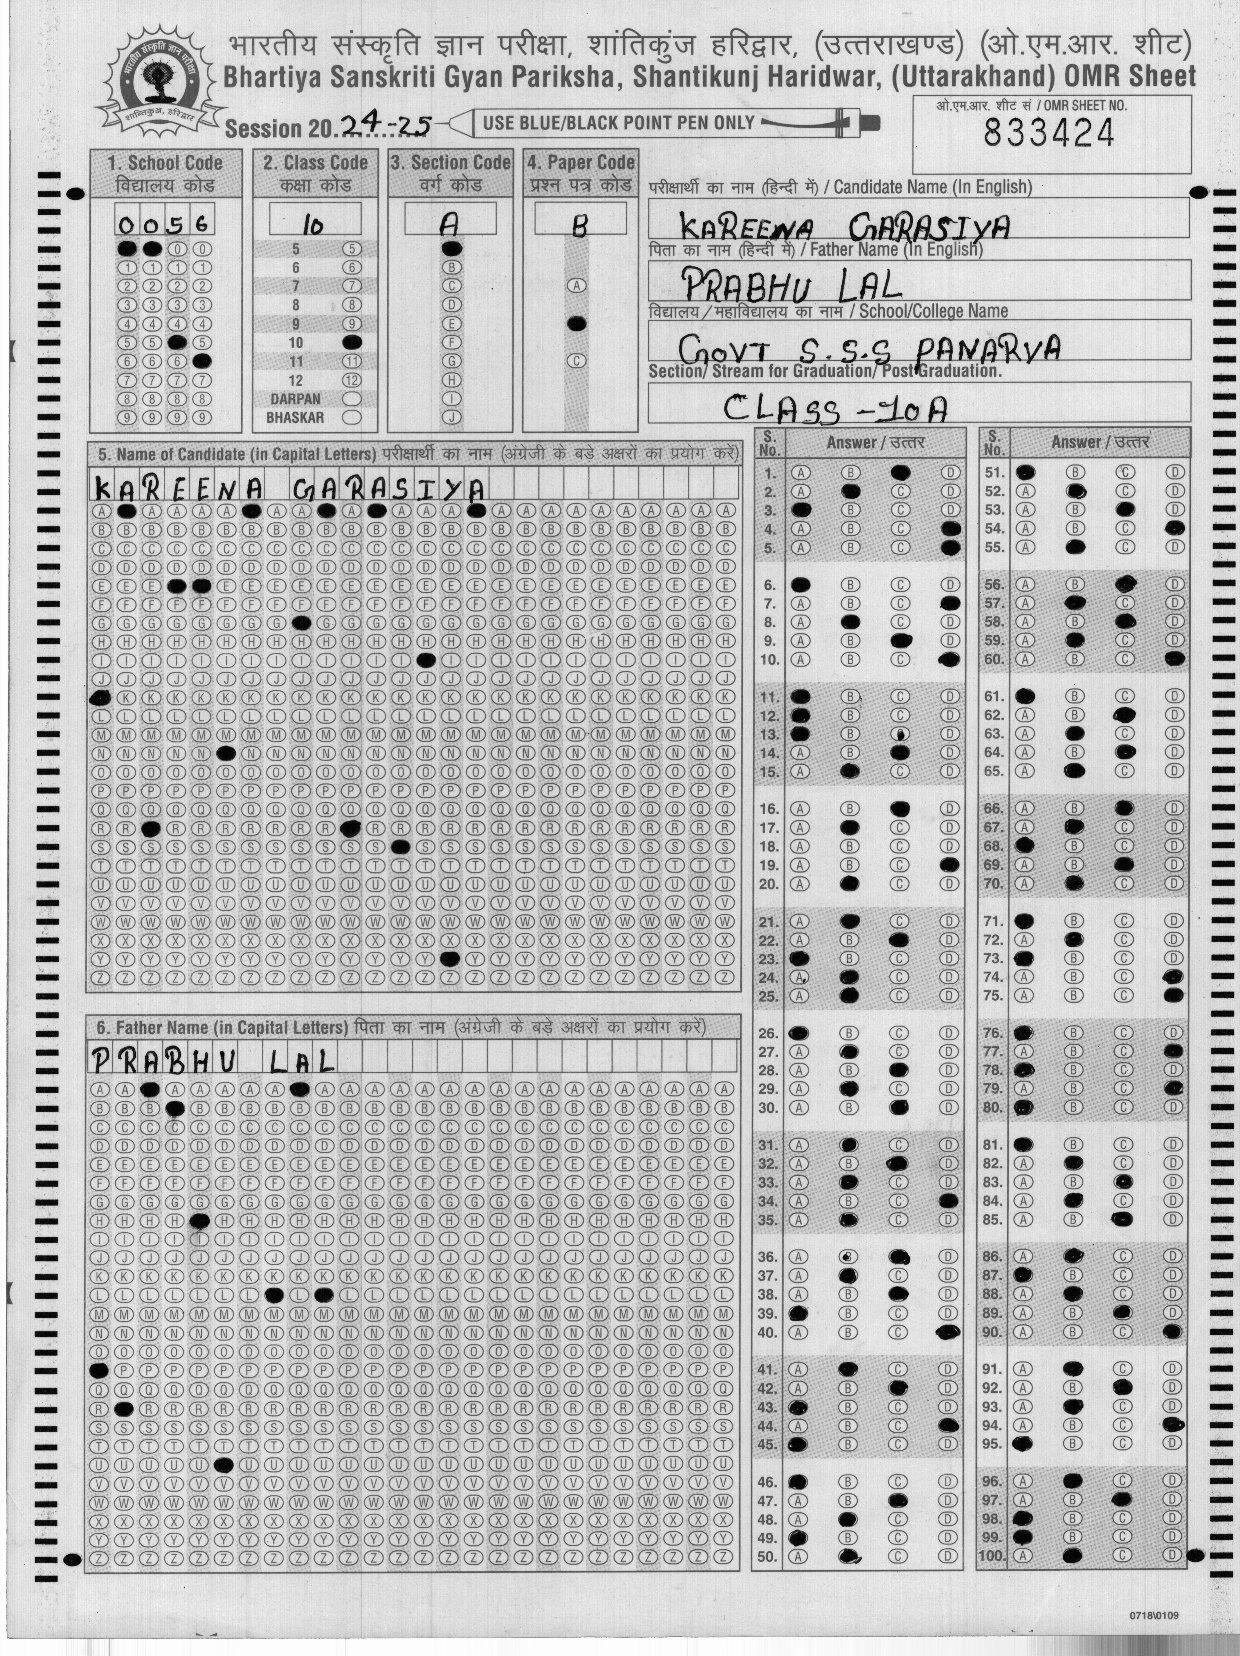 भारतीय संस्कृति ज्ञान परीक्षा, शांतिकुंज हरिद्वार, (उत्तराखण्ड) (ओ.एम.आर. शीट)
Bhartiya Sanskriti Gyan Pariksha, Shantikunj Haridwar, (Uttarakhand) OMR Sheet
Session 2024-25
USE BLUE/BLACK POINT PEN ONLY
ओ.एम.आर. शीट सं / OMR SHEET NO.
833424
1. School Code
विद्यालय कोड
0056
2. Class Code
कक्षा कोड
10
5
6
7
8
9
10
11
12
DARPAN
BHASKAR
3. Section Code
वर्ग कोड
A
4. Paper Code
प्रश्न पत्र कोड
B
परीक्षार्थी का नाम (हिन्दी में) / Candidate Name (In English)
KAREENA GARASIYA
पिता का नाम (हिन्दी में) / Father Name (In English)
PRABHU LAL
विद्यालय/महाविद्यालय का नाम / School/College Name
GOVT S.S.S PANARVA
Section/ Stream for Graduation/ Post Graduation.
CLASS -10A
5. Name of Candidate (in Capital Letters) परीक्षार्थी का नाम (अंग्रेजी के बड़े अक्षरों का प्रयोग करें)
KAREENA GARASIYA
6. Father Name (in Capital Letters) पिता का नाम (अंग्रेजी के बड़े अक्षरों का प्रयोग करें)
PRABHU LAL
S. No. Answer / उत्तर
S. No. Answer / उत्तर
0718\0109